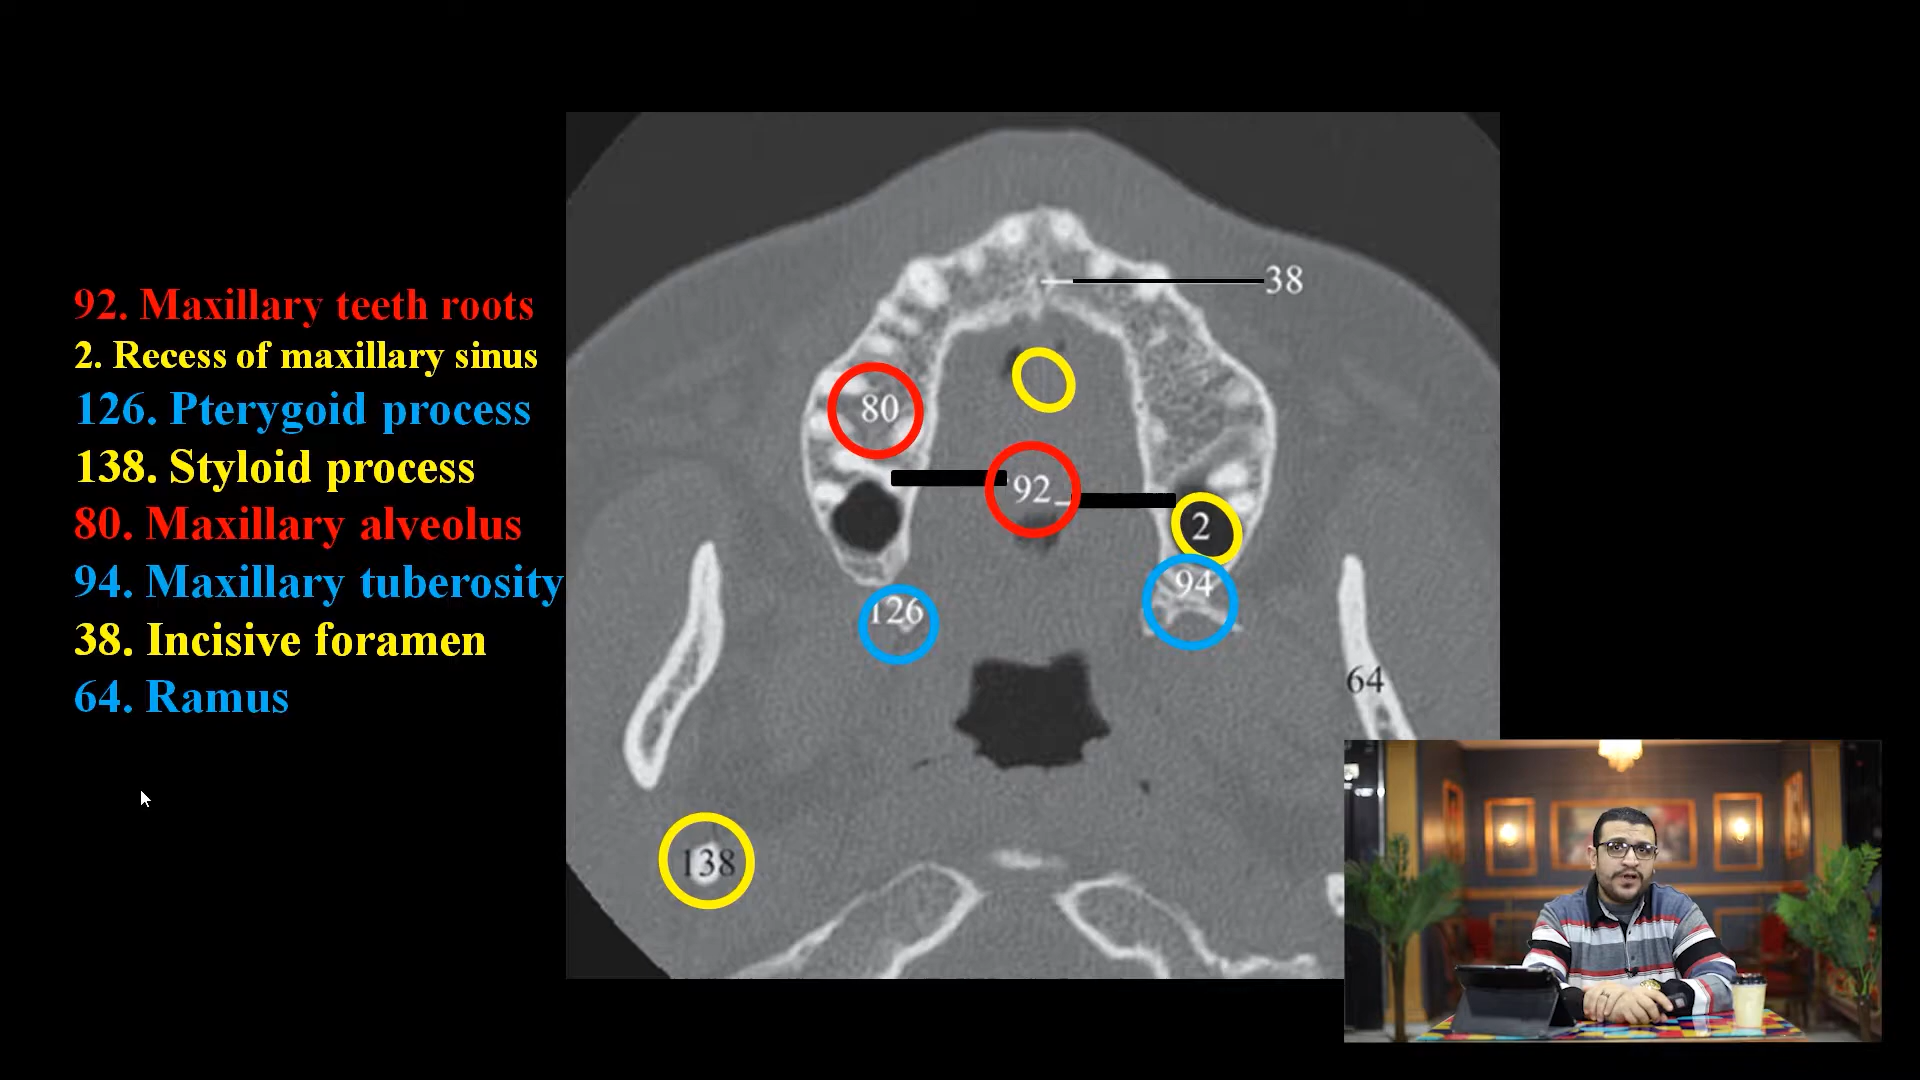 92. Maxillary teeth roots
2. Recess of maxillary sinus
126. Pterygoid process
138. Styloid process
80. Maxillary alveolus
94. Maxillary tuberosity
38. Incisive foramen
64. Ramus
38
80
92
2
94
126
64
138